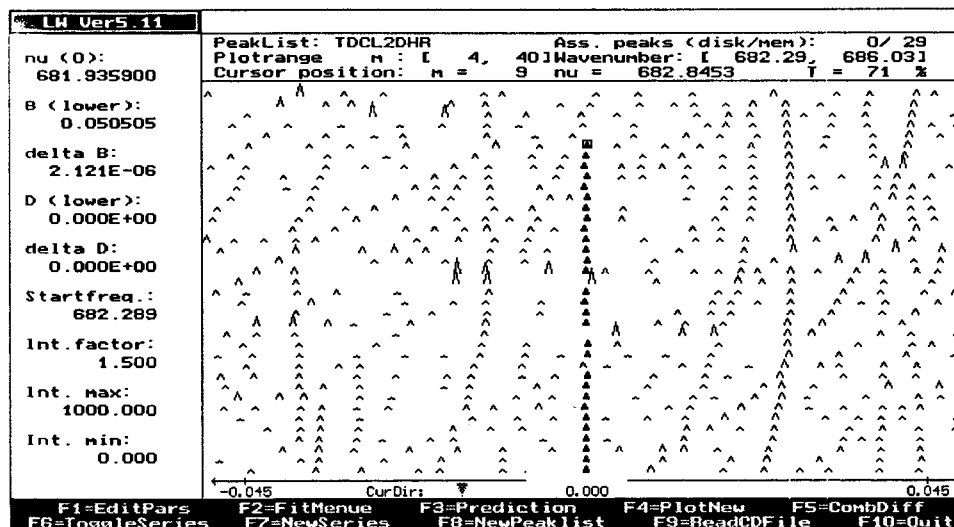 LW Ver5.11
PeakList: TDCL2DHR Ass. peaks (disk/mem): 0/ 29
Plotrange m : [ 4, 40] Wavenumber: [ 682.29, 686.03]
Cursor position: m = 9 nu = 682.8453 T = 71 %
nu (0):
681.935900
B (lower):
0.050505
delta B:
2.121E-06
D (lower):
0.000E+00
delta D:
0.000E+00
Startfreq.:
682.289
Int.factor:
1.500
Int. max:
1000.000
Int. min:
0.000
-0.045 CurDir: 0.000 0.045
F1=EditPars F2=FitMenue F3=Prediction F4=PlotNew F5=CombDiff
F6=ToggleSeries F7=NewSeries F8=NewPeaklist F9=ReadCDFile F10=Quit